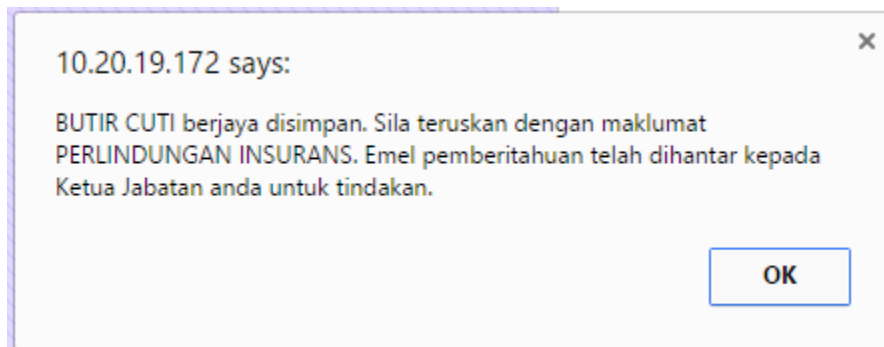 10.20.19.172 says:
BUTIR CUTI berjaya disimpan. Sila teruskan dengan maklumat
PERLINDUNGAN INSURANS. Emel pemberitahuan telah dihantar kepada
Ketua Jabatan anda untuk tindakan.
OK